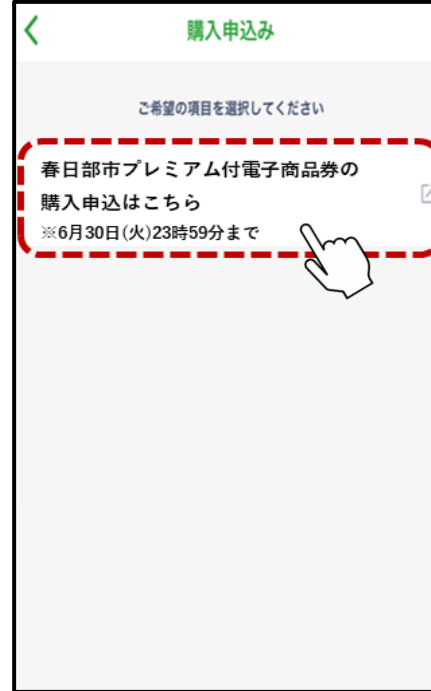 購入申込み
ご希望の項目を選択してください
春日部市プレミアム付電子商品券の
購入申込はこちら
※6月30日(火)23時59分まで